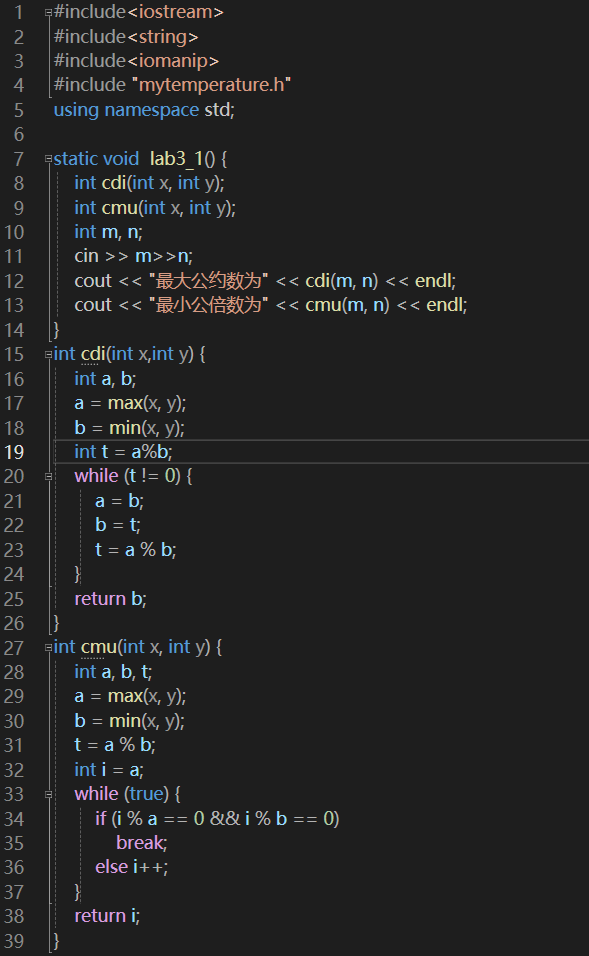 1 #include<iostream>
2 #include<string>
3 #include<iomanip>
4 #include "mytemperature.h"
5 using namespace std;
6
7 static void  lab3_1() {
8     int cdi(int x, int y);
9     int cmu(int x, int y);
10     int m, n;
11     cin >> m>>n;
12     cout << "最大公约数为" << cdi(m, n) << endl;
13     cout << "最小公倍数为" << cmu(m, n) << endl;
14 }
15 int cdi(int x,int y) {
16     int a, b;
17     a = max(x, y);
18     b = min(x, y);
19     int t = a%b;
20     while (t != 0) {
21         a = b;
22         b = t;
23         t = a % b;
24     }
25     return b;
26 }
27 int cmu(int x, int y) {
28     int a, b, t;
29     a = max(x, y);
30     b = min(x, y);
31     t = a % b;
32     int i = a;
33     while (true) {
34         if (i % a == 0 && i % b == 0)
35             break;
36         else i++;
37     }
38     return i;
39 }